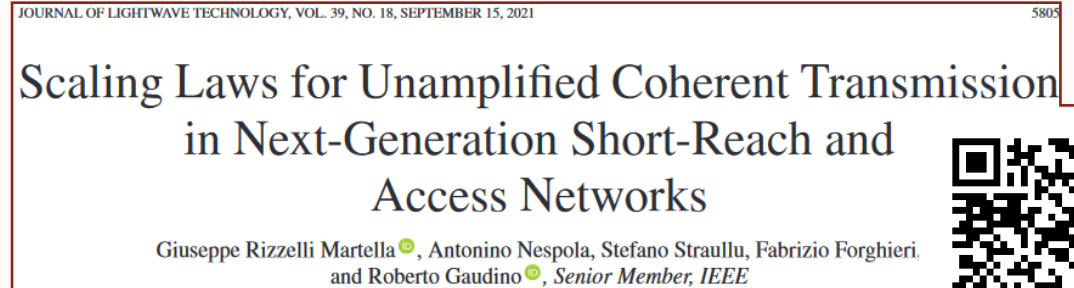 JOURNAL OF LIGHTWAVE TECHNOLOGY, VOL. 39, NO. 18, SEPTEMBER 15, 2021 5805
Scaling Laws for Unamplified Coherent Transmission
in Next-Generation Short-Reach and
Access Networks
Giuseppe Rizzelli Martella iD, Antonino Nespola, Stefano Straullu, Fabrizio Forghieri,
and Roberto Gaudino iD, Senior Member, IEEE